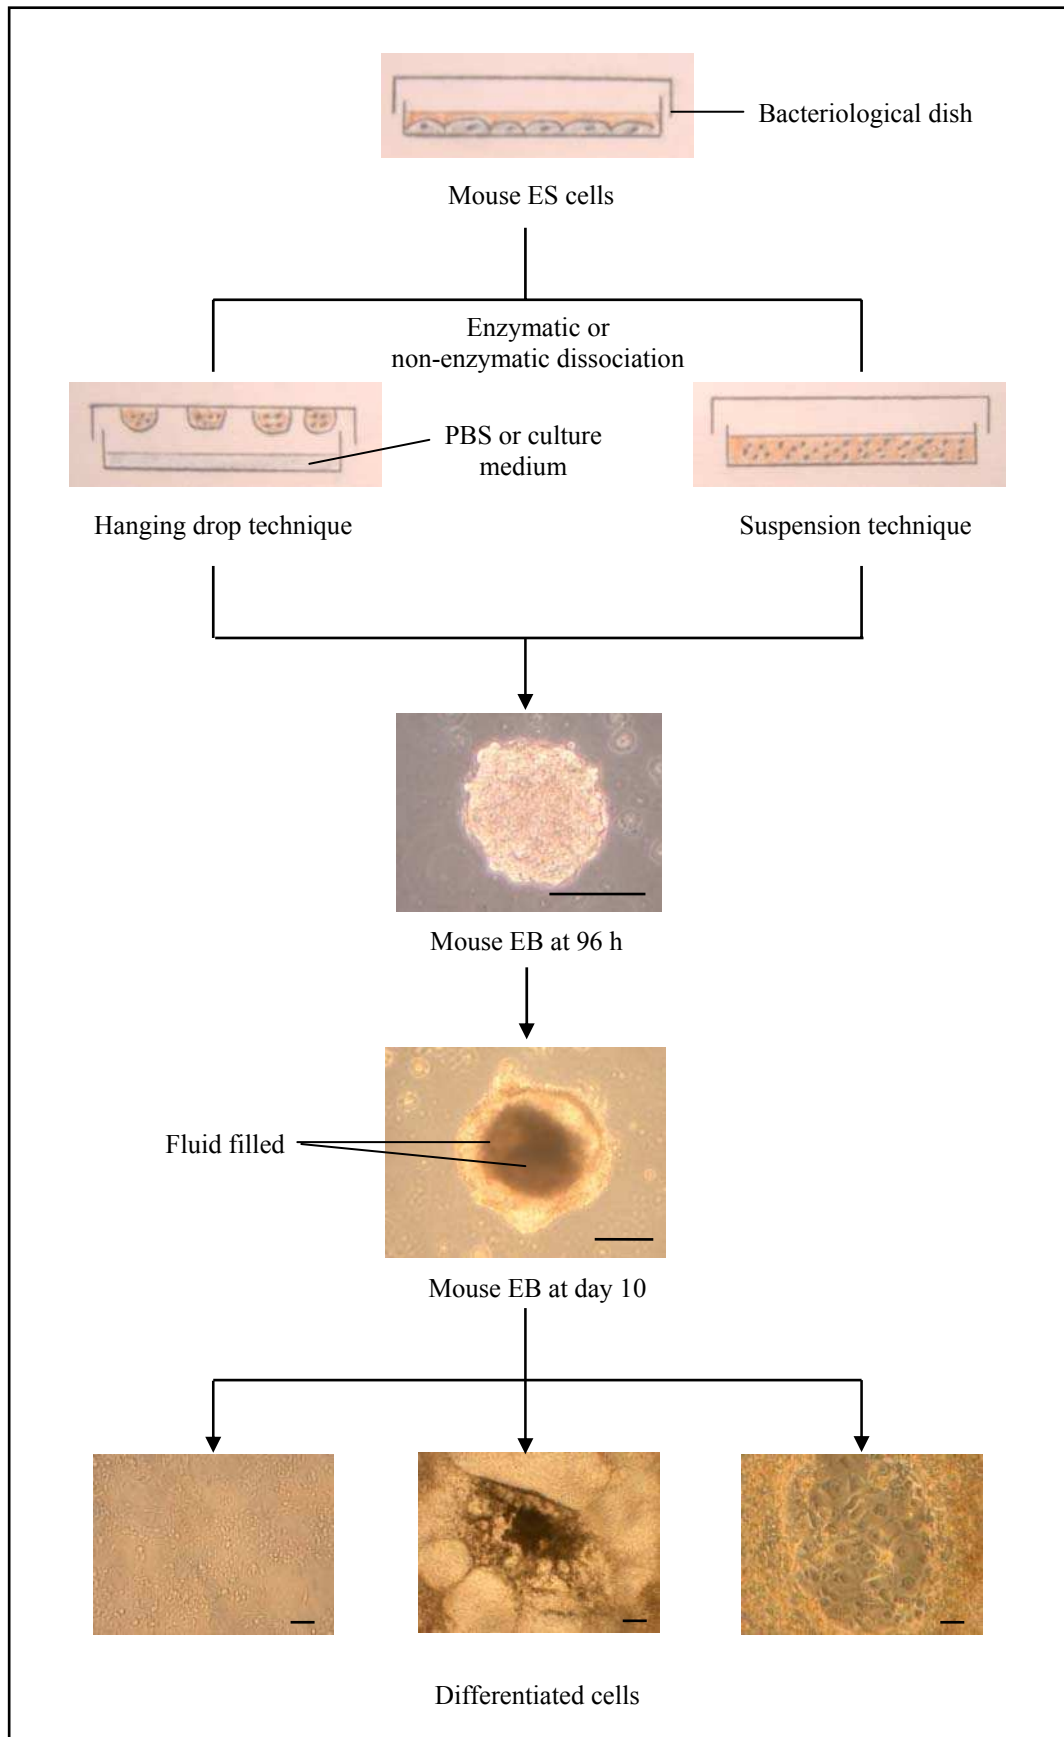 Bacteriological dish
Mouse ES cells
Enzymatic or
non-enzymatic dissociation
PBS or culture
medium
Hanging drop technique
Suspension technique
Mouse EB at 96 h
Fluid filled
Mouse EB at day 10
Differentiated cells